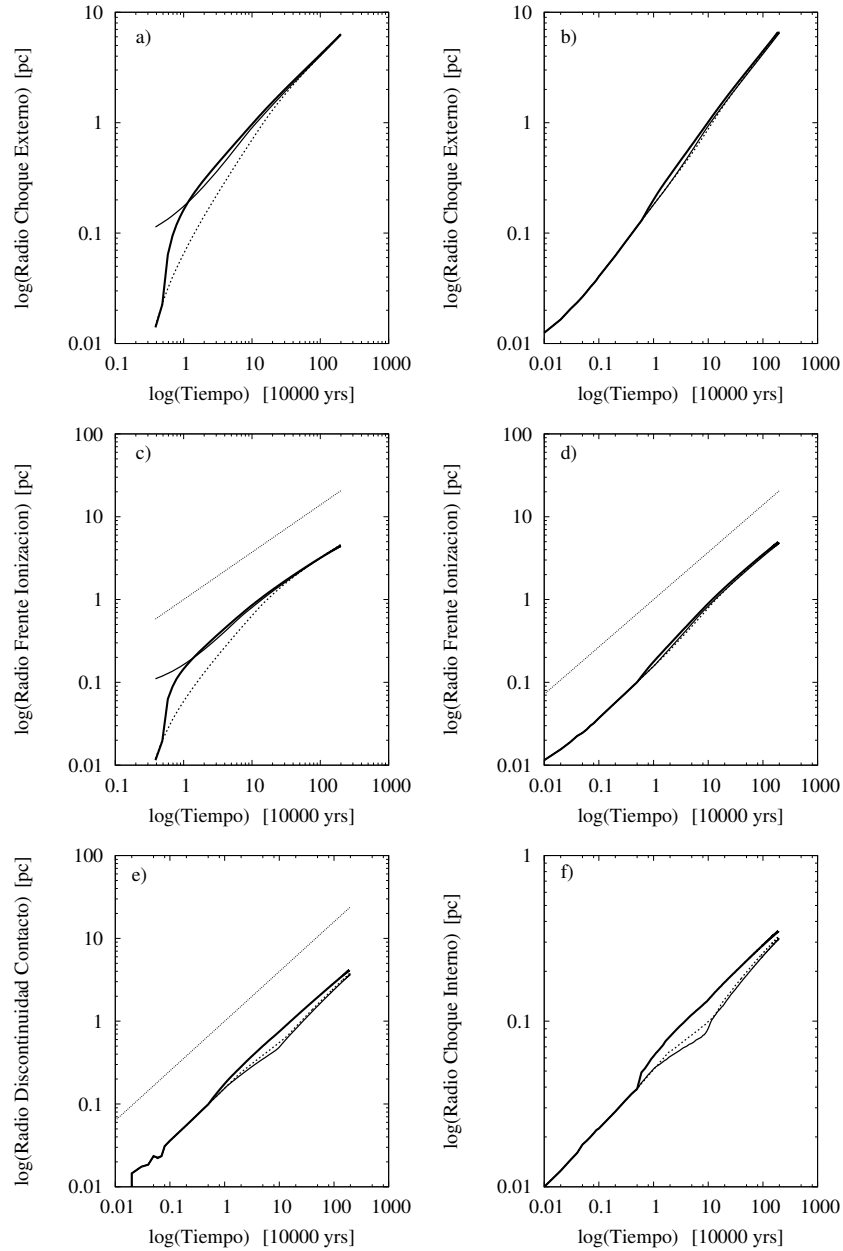 a)
log(Radio Choque Externo) [pc]
10
1
0.1
0.01
0.1 1 10 100 1000
log(Tiempo) [10000 yrs]
b)
log(Radio Choque Externo) [pc]
10
1
0.1
0.01
0.01 0.1 1 10 100 1000
log(Tiempo) [10000 yrs]
c)
log(Radio Frente Ionizacion) [pc]
100
10
1
0.1
0.01
0.1 1 10 100 1000
log(Tiempo) [10000 yrs]
d)
log(Radio Frente Ionizacion) [pc]
100
10
1
0.1
0.01
0.01 0.1 1 10 100 1000
log(Tiempo) [10000 yrs]
e)
log(Radio Discontinuidad Contacto) [pc]
100
10
1
0.1
0.01
0.01 0.1 1 10 100 1000
log(Tiempo) [10000 yrs]
f)
log(Radio Choque Interno) [pc]
1
0.1
0.01
0.01 0.1 1 10 100 1000
log(Tiempo) [10000 yrs]